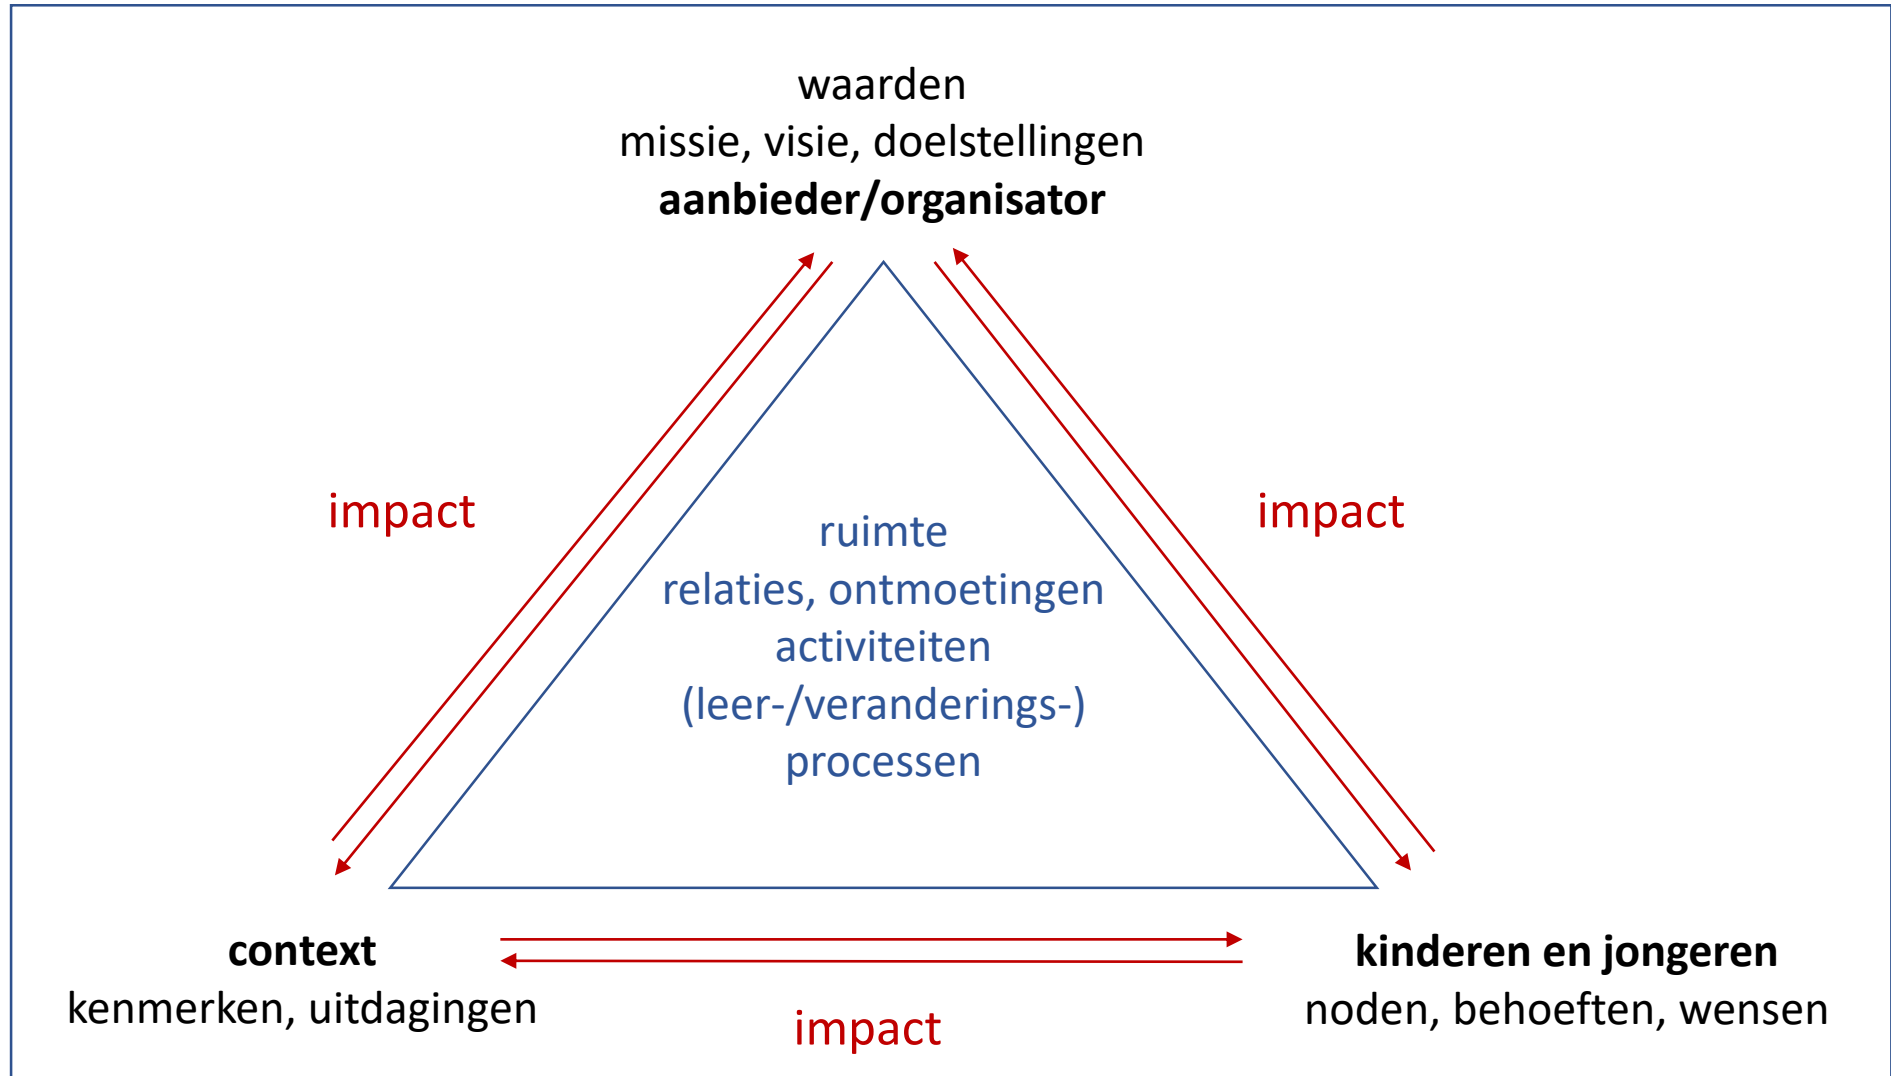 waarden
missie, visie, doelstellingen
aanbieder/organisator
impact
impact
ruimte
relaties, ontmoetingen
activiteiten
(leer-/veranderings-)
processen
context
kenmerken, uitdagingen
impact
kinderen en jongeren
noden, behoeften, wensen